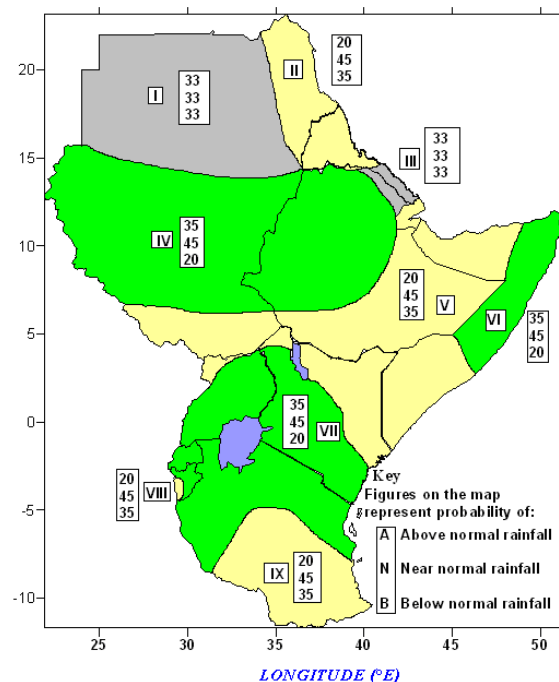 20
45
35
II
33
33
33
I
33
33
33
III
35
45
20
IV
20
45
35
V
VI
35
45
20
35
45
20
VII
20
45
35
VIII
20
45
35
IX
Key
Figures on the map
represent probability of:
A Above normal rainfall
N Near normal rainfall
B Below normal rainfall
20
15
10
5
0
-5
-10
25 30 35 40 45 50
LONGITUDE (°E)